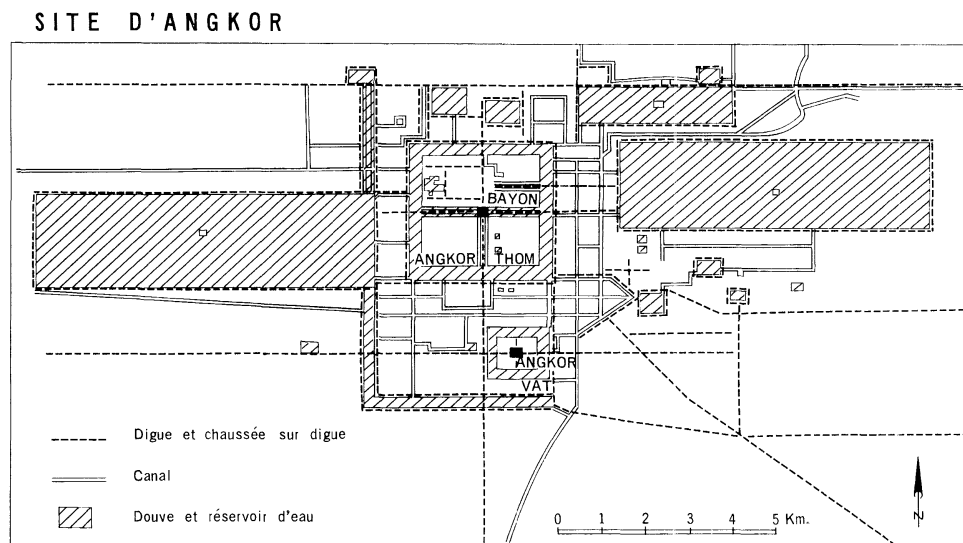 SITE D'ANGKOR
BAYON
ANGKOR THOM
ANGKOR
VAT
Digue et chaussée sur digue
Canal
Douve et réservoir d'eau
0 1 2 3 4 5 Km.
N